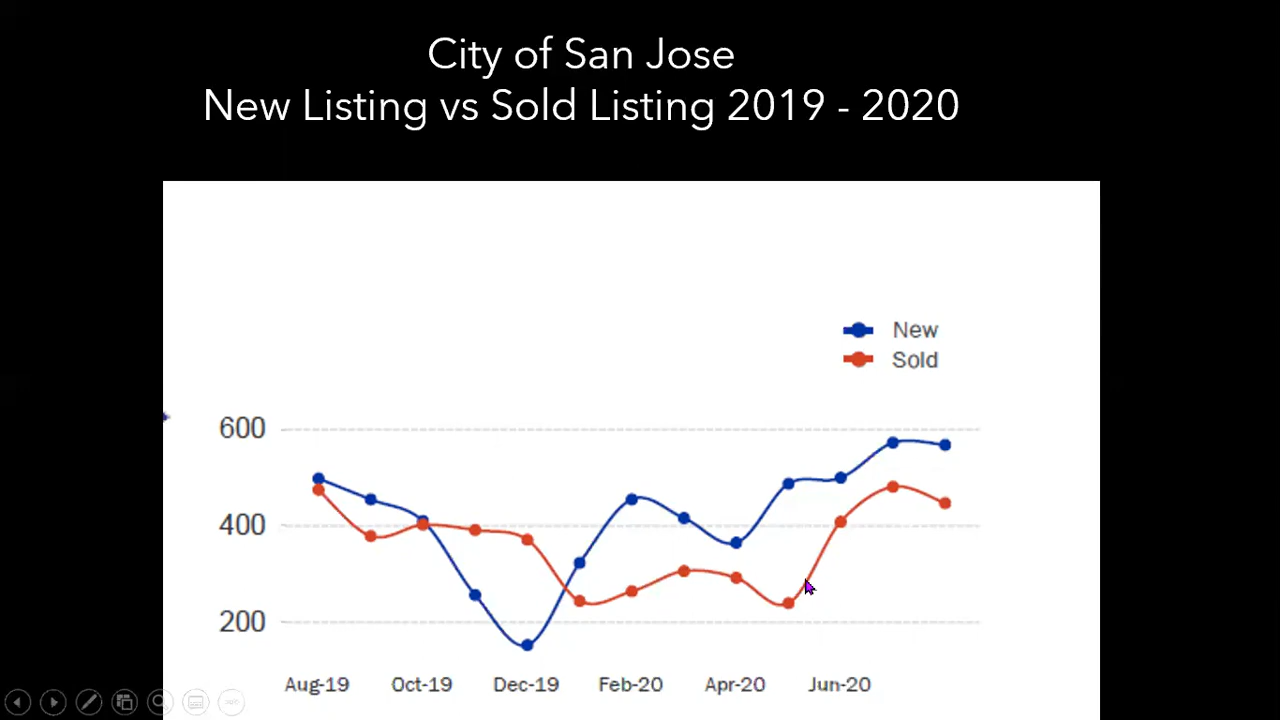 City of San Jose
New Listing vs Sold Listing 2019 - 2020
New
Sold
600
400
200
Aug-19 Oct-19 Dec-19 Feb-20 Apr-20 Jun-20